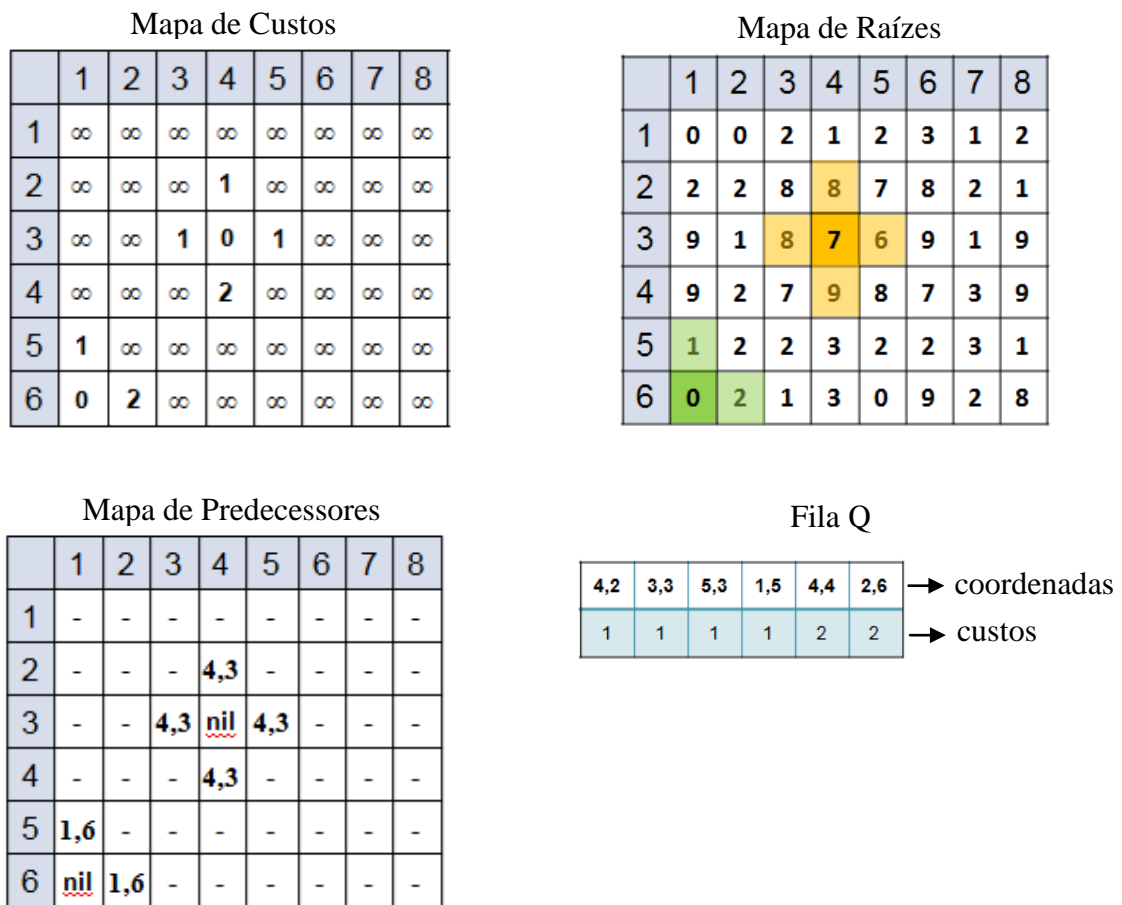 Mapa de Custos
1 2 3 4 5 6 7 8
1 ∞ ∞ ∞ ∞ ∞ ∞ ∞ ∞
2 ∞ ∞ ∞ 1 ∞ ∞ ∞ ∞
3 ∞ ∞ 1 0 1 ∞ ∞ ∞
4 ∞ ∞ ∞ 2 ∞ ∞ ∞ ∞
5 1 ∞ ∞ ∞ ∞ ∞ ∞ ∞
6 0 2 ∞ ∞ ∞ ∞ ∞ ∞
Mapa de Raízes
1 2 3 4 5 6 7 8
1 0 0 2 1 2 3 1 2
2 2 2 8 8 7 8 2 1
3 9 1 8 7 6 9 1 9
4 9 2 7 9 8 7 3 9
5 1 2 2 3 2 2 3 1
6 0 2 1 3 0 9 2 8
Mapa de Predecessores
1 2 3 4 5 6 7 8
1 - - - - - - - -
2 - - - 4,3 - - - -
3 - - 4,3 nil 4,3 - - -
4 - - - 4,3 - - - -
5 1,6 - - - - - - -
6 nil 1,6 - - - - - -
Fila Q
4,2 3,3 5,3 1,5 4,4 2,6 → coordenadas
1 1 1 1 2 2 → custos